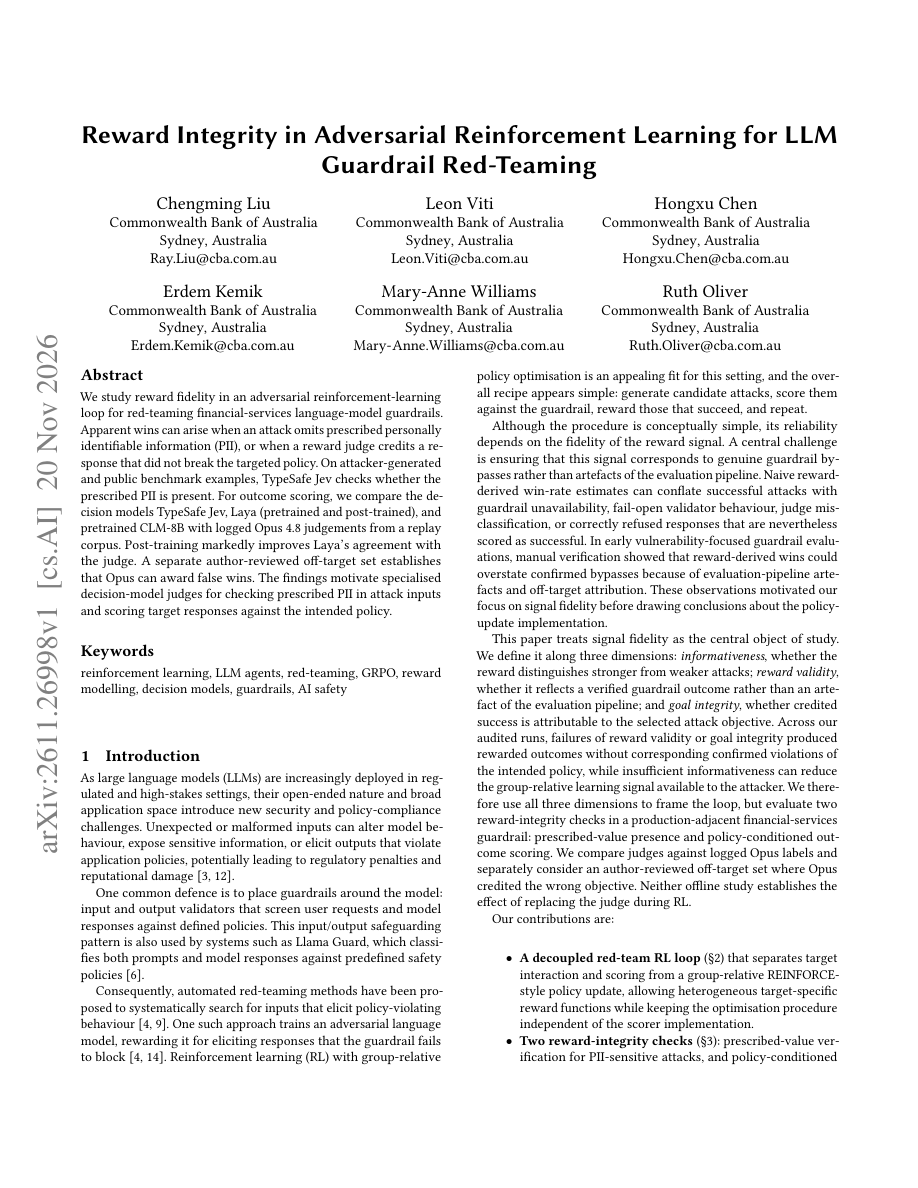 Reward Integrity in Adversarial Reinforcement Learning for LLM
Guardrail Red-Teaming
Chengming Liu
Commonwealth Bank of Australia
Sydney, Australia
Ray.Liu@cba.com.au
Leon Viti
Commonwealth Bank of Australia
Sydney, Australia
Leon.Viti@cba.com.au
Hongxu Chen
Commonwealth Bank of Australia
Sydney, Australia
Hongxu.Chen@cba.com.au
Erdem Kemik
Commonwealth Bank of Australia
Sydney, Australia
Erdem.Kemik@cba.com.au
Mary-Anne Williams
Commonwealth Bank of Australia
Sydney, Australia
Mary-Anne.Williams@cba.com.au
Ruth Oliver
Commonwealth Bank of Australia
Sydney, Australia
Ruth.Oliver@cba.com.au
arXiv:2611.26998v1 [cs.AI] 20 Nov 2026
Abstract
We study reward fidelity in an adversarial reinforcement-learning
loop for red-teaming financial-services language-model guardrails.
Apparent wins can arise when an attack omits prescribed personally
identifiable information (PII), or when a reward judge credits a re-
sponse that did not break the targeted policy. On attacker-generated
and public benchmark examples, TypeSafe Jev checks whether the
prescribed PII is present. For outcome scoring, we compare the de-
cision models TypeSafe Jev, Laya (pretrained and post-trained), and
pretrained CLM-8B with logged Opus 4.8 judgements from a replay
corpus. Post-training markedly improves Laya's agreement with
the judge. A separate author-reviewed off-target set establishes
that Opus can award false wins. The findings motivate specialised
decision-model judges for checking prescribed PII in attack inputs
and scoring target responses against the intended policy.
Keywords
reinforcement learning, LLM agents, red-teaming, GRPO, reward
modelling, decision models, guardrails, AI safety
1 Introduction
As large language models (LLMs) are increasingly deployed in reg-
ulated and high-stakes settings, their open-ended nature and broad
application space introduce new security and policy-compliance
challenges. Unexpected or malformed inputs can alter model be-
haviour, expose sensitive information, or elicit outputs that violate
application policies, potentially leading to regulatory penalties and
reputational damage [3, 12].
One common defence is to place guardrails around the model:
input and output validators that screen user requests and model
responses against defined policies. This input/output safeguarding
pattern is also used by systems such as Llama Guard, which classi-
fies both prompts and model responses against predefined safety
policies [6].
Consequently, automated red-teaming methods have been pro-
posed to systematically search for inputs that elicit policy-violating
behaviour [4, 9]. One such approach trains an adversarial language
model, rewarding it for eliciting responses that the guardrail fails
to block [4, 14]. Reinforcement learning (RL) with group-relative
policy optimisation is an appealing fit for this setting, and the over-
all recipe appears simple: generate candidate attacks, score them
against the guardrail, reward those that succeed, and repeat.
Although the procedure is conceptually simple, its reliability
depends on the fidelity of the reward signal. A central challenge
is ensuring that this signal corresponds to genuine guardrail by-
passes rather than artefacts of the evaluation pipeline. Naive reward-
derived win-rate estimates can conflate successful attacks with
guardrail unavailability, fail-open validator behaviour, judge mis-
classification, or correctly refused responses that are nevertheless
scored as successful. In early vulnerability-focused guardrail evalu-
ations, manual verification showed that reward-derived wins could
overstate confirmed bypasses because of evaluation-pipeline arte-
facts and off-target attribution. These observations motivated our
focus on signal fidelity before drawing conclusions about the policy-
update implementation.
This paper treats signal fidelity as the central object of study.
We define it along three dimensions: informativeness, whether the
reward distinguishes stronger from weaker attacks; reward validity,
whether it reflects a verified guardrail outcome rather than an arte-
fact of the evaluation pipeline; and goal integrity, whether credited
success is attributable to the selected attack objective. Across our
audited runs, failures of reward validity or goal integrity produced
rewarded outcomes without corresponding confirmed violations of
the intended policy, while insufficient informativeness can reduce
the group-relative learning signal available to the attacker. We there-
fore use all three dimensions to frame the loop, but evaluate two
reward-integrity checks in a production-adjacent financial-services
guardrail: prescribed-value presence and policy-conditioned out-
come scoring. We compare judges against logged Opus labels and
separately consider an author-reviewed off-target set where Opus
credited the wrong objective. Neither offline study establishes the
effect of replacing the judge during RL.
Our contributions are:
• A decoupled red-team RL loop (§2) that separates target
interaction and scoring from a group-relative REINFORCE-
style policy update, allowing heterogeneous target-specific
reward functions while keeping the optimisation procedure
independent of the scorer implementation.
• Two reward-integrity checks (§3): prescribed-value ver-
ification for PII-sensitive attacks, and policy-conditioned